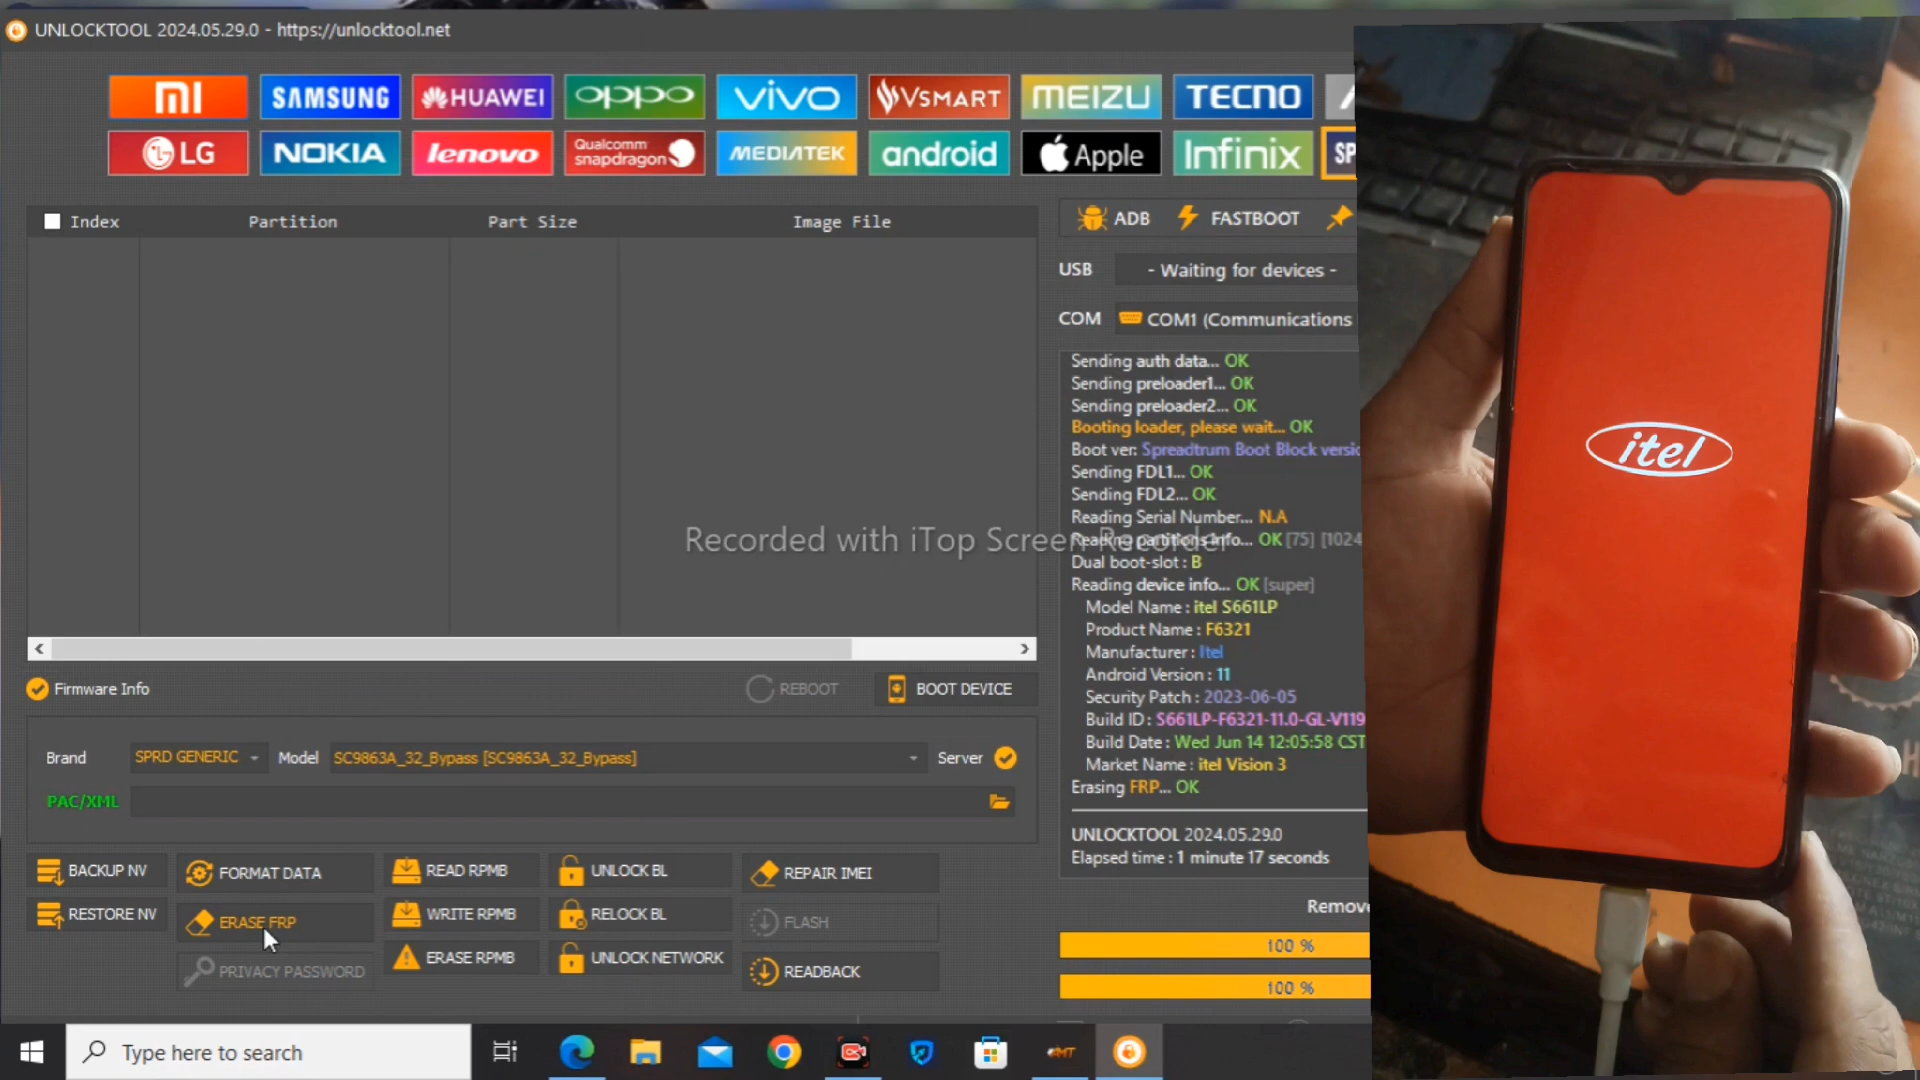 UNLOCKTOOL 2024.05.29.0 - https://unlocktool.net
MI SAMSUNG HUAWEI oppo vivo VSMART MEIZU TECNO
LG NOKIA lenovo Qualcomm snapdragon MEDIATEK android Apple Infinix SP
Index Partition Part Size Image File
ADB FASTBOOT
USB - Waiting for devices -
COM COM1 (Communications
Sending auth data... OK
Sending preloader1... OK
Sending preloader2... OK
Booting loader, please wait... OK
Boot ver: Spreadtrum Boot Block versio
Sending FDL1... OK
Sending FDL2... OK
Reading Serial Number... N.A
Recorded with iTop Screen Recorder
Reading partitions info... OK [75] [1024
Dual boot-slot : B
Reading device info... OK [super]
Model Name : itel S661LP
Product Name : F6321
Manufacturer : Itel
Android Version : 11
Security Patch : 2023-06-05
Build ID : S661LP-F6321-11.0-GL-V119
Build Date : Wed Jun 14 12:05:58 CST
Market Name : itel Vision 3
Erasing FRP... OK
UNLOCKTOOL 2024.05.29.0
Elapsed time : 1 minute 17 seconds
Remove
100 %
100 %
Firmware Info REBOOT BOOT DEVICE
Brand SPRD GENERIC Model SC9863A_32_Bypass [SC9863A_32_Bypass] Server
PAC/XML
BACKUP NV FORMAT DATA READ RPMB UNLOCK BL REPAIR IMEI
RESTORE NV ERASE FRP WRITE RPMB RELOCK BL FLASH
PRIVACY PASSWORD ERASE RPMB UNLOCK NETWORK READBACK
Type here to search
itel